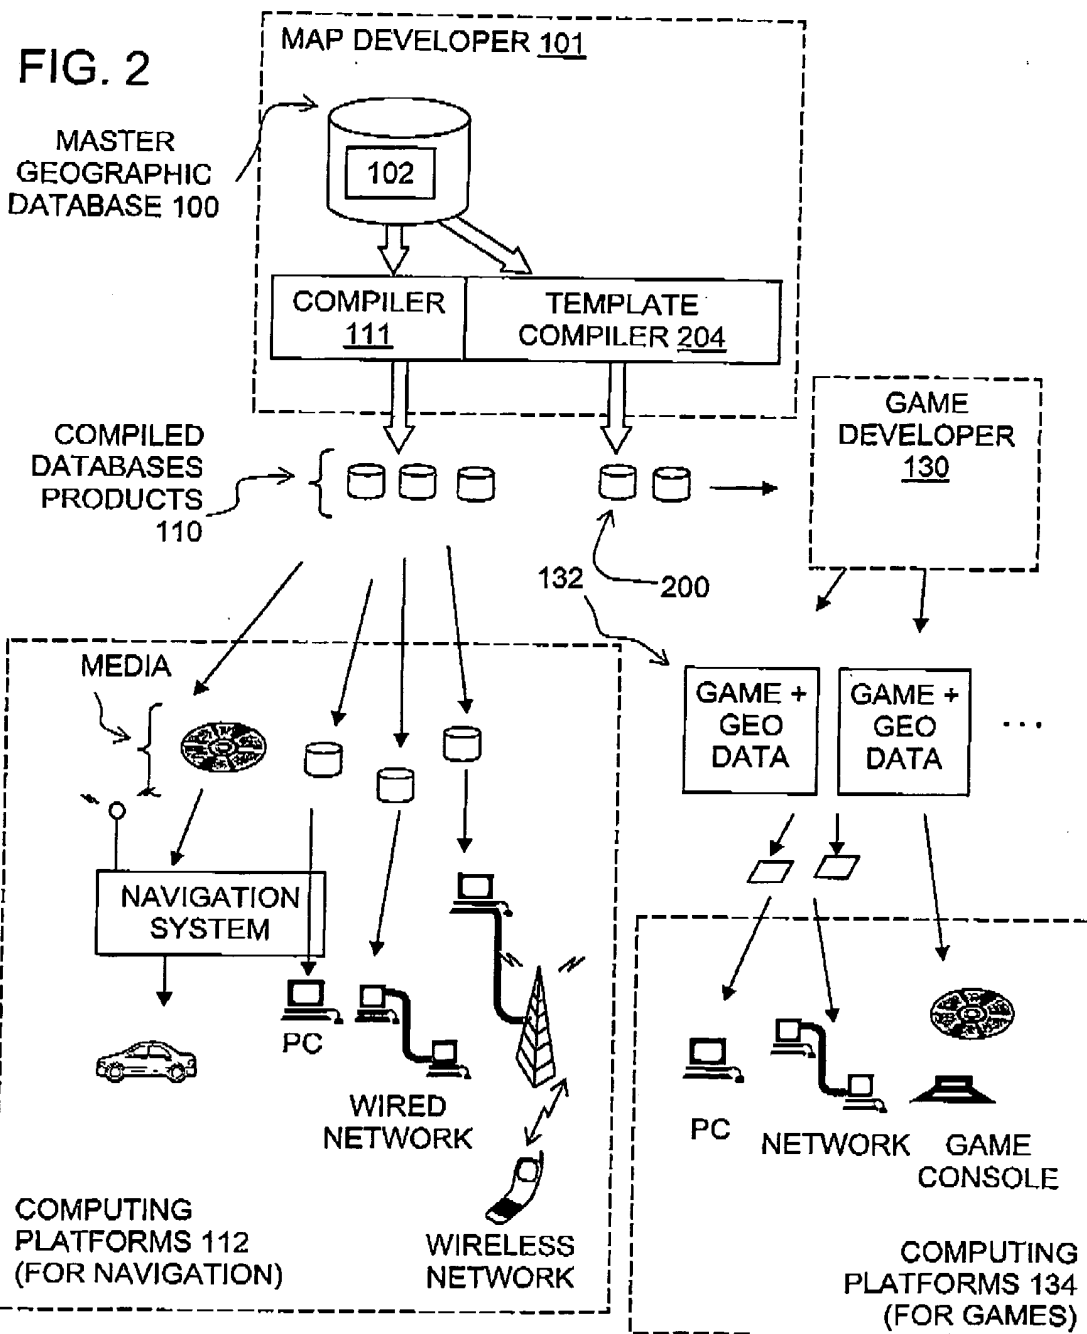 FIG. 2
MAP DEVELOPER 101
MASTER
GEOGRAPHIC
DATABASE 100
102
COMPILER
111
TEMPLATE
COMPILER 204
COMPILED
DATABASES
PRODUCTS
110
GAME
DEVELOPER
130
132
200
MEDIA
GAME +
GEO
DATA
GAME +
GEO
DATA
...
NAVIGATION
SYSTEM
PC
WIRED
NETWORK
WIRELESS
NETWORK
COMPUTING
PLATFORMS 112
(FOR NAVIGATION)
PC
NETWORK
GAME
CONSOLE
COMPUTING
PLATFORMS 134
(FOR GAMES)